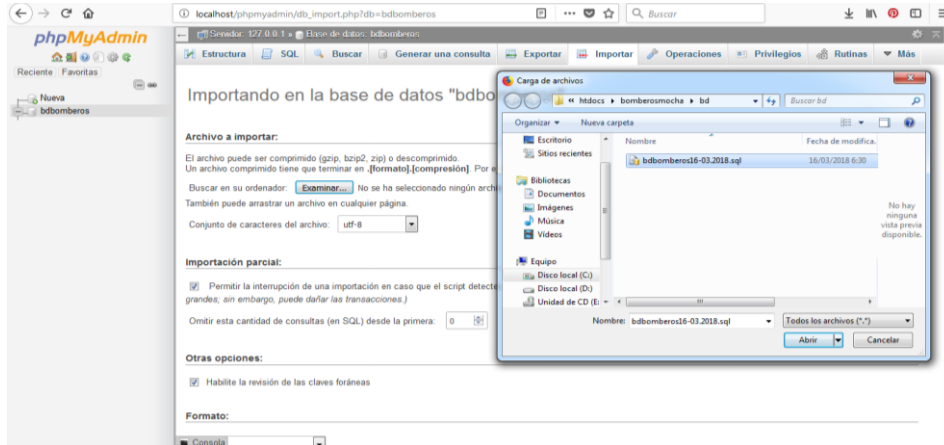 localhost/phpmyadmin/db_import.php?db=bdbomberos
Buscar
phpMyAdmin
Reciente Favoritas
Nueva
bdbomberos
Servidor: 127.0.0.1 » Base de datos: bdbomberos
Estructura SQL Buscar Generar una consulta Exportar Importar Operaciones Privilegios Rutinas Más
Importando en la base de datos "bdbo
Archivo a importar:
El archivo puede ser comprimido (gzip, bzip2, zip) o descomprimido.
Un archivo comprimido tiene que terminar en .[formato].[compresión]. Por e
Buscar en su ordenador: Examinar... No se ha seleccionado ningún archi
También puede arrastrar un archivo en cualquier página.
Conjunto de caracteres del archivo: utf-8
Importación parcial:
Permitir la interrupción de una importación en caso que el script detecte
grandes; sin embargo, puede dañar las transacciones.)
Omitir esta cantidad de consultas (en SQL) desde la primera: 0
Otras opciones:
Habilite la revisión de las claves foráneas
Formato:
Consola
Carga de archivos
« htdocs ▸ bomberosmocha ▸ bd
Buscar bd
Organizar Nueva carpeta
Escritorio
Sitios recientes
Bibliotecas
Documentos
Imágenes
Música
Vídeos
Equipo
Disco local (C:)
Disco local (D:)
Unidad de CD (E:
Nombre Fecha de modifica.
bdbomberos16-03.2018.sql 16/03/2018 6:30
No hay
ninguna
vista previa
disponible.
Nombre: bdbomberos16-03.2018.sql Todos los archivos (*.*)
Abrir Cancelar